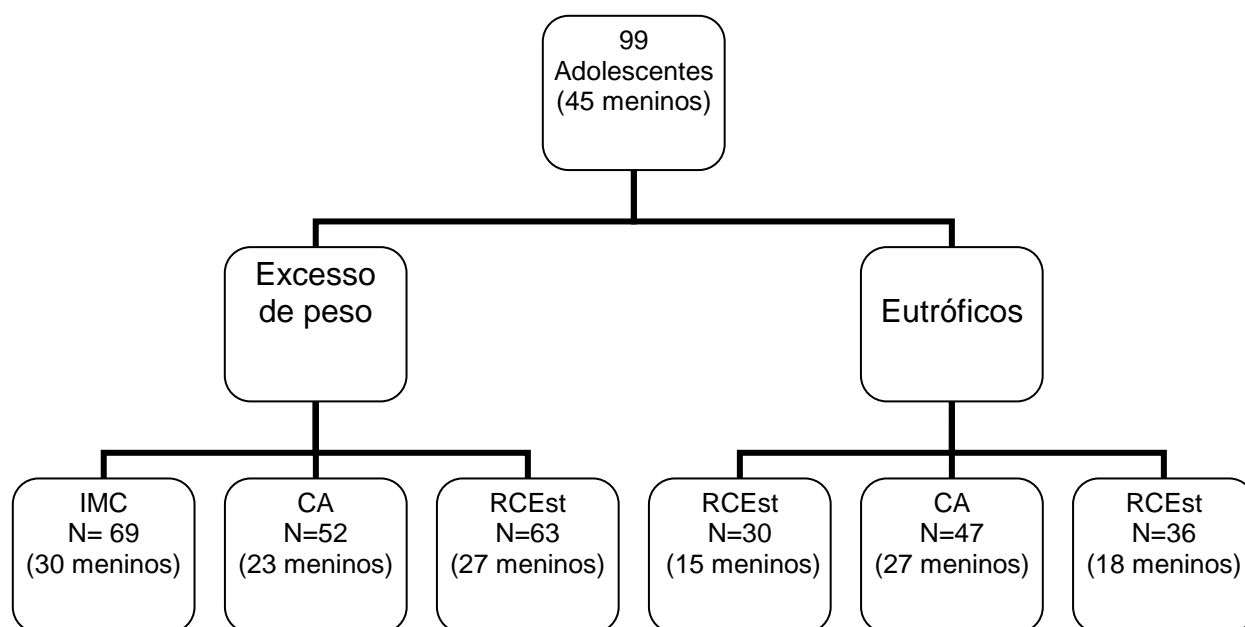 99
Adolescentes
(45 meninos)
Excesso
de peso
Eutróficos
IMC
N= 69
(30 meninos)
CA
N=52
(23 meninos)
RCEst
N=63
(27 meninos)
RCEst
N=30
(15 meninos)
CA
N=47
(27 meninos)
RCEst
N=36
(18 meninos)